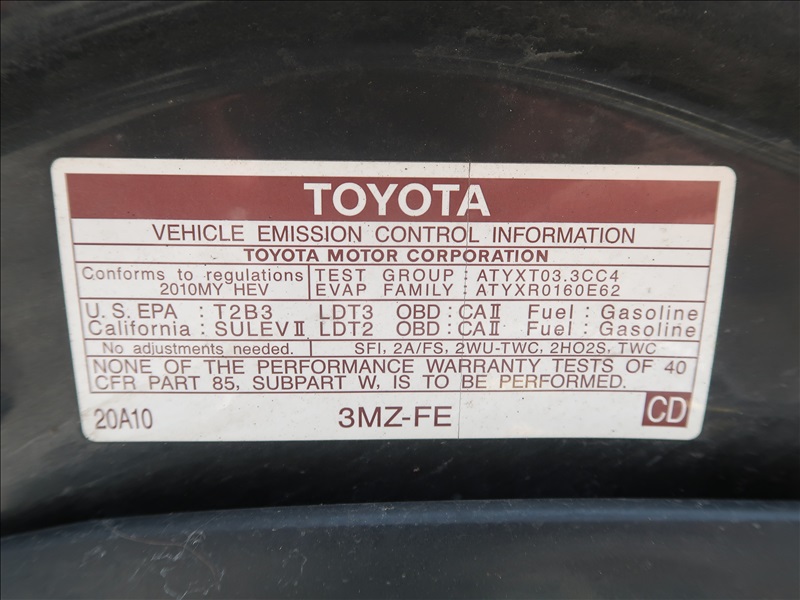 TOYOTA
VEHICLE EMISSION CONTROL INFORMATION
TOYOTA MOTOR CORPORATION
Conforms to regulations
2010MY HEV
TEST GROUP : ATYXT03.3CC4
EVAP FAMILY : ATYXR0160E62
U.S. EPA : T2B3 LDT3 OBD : CAⅡ Fuel : Gasoline
California : SULEVⅡ LDT2 OBD : CAⅡ Fuel : Gasoline
No adjustments needed. SFI, 2A/FS, 2WU-TWC, 2HO2S, TWC
NONE OF THE PERFORMANCE WARRANTY TESTS OF 40
CFR PART 85, SUBPART W, IS TO BE PERFORMED.
20A10 3MZ-FE CD